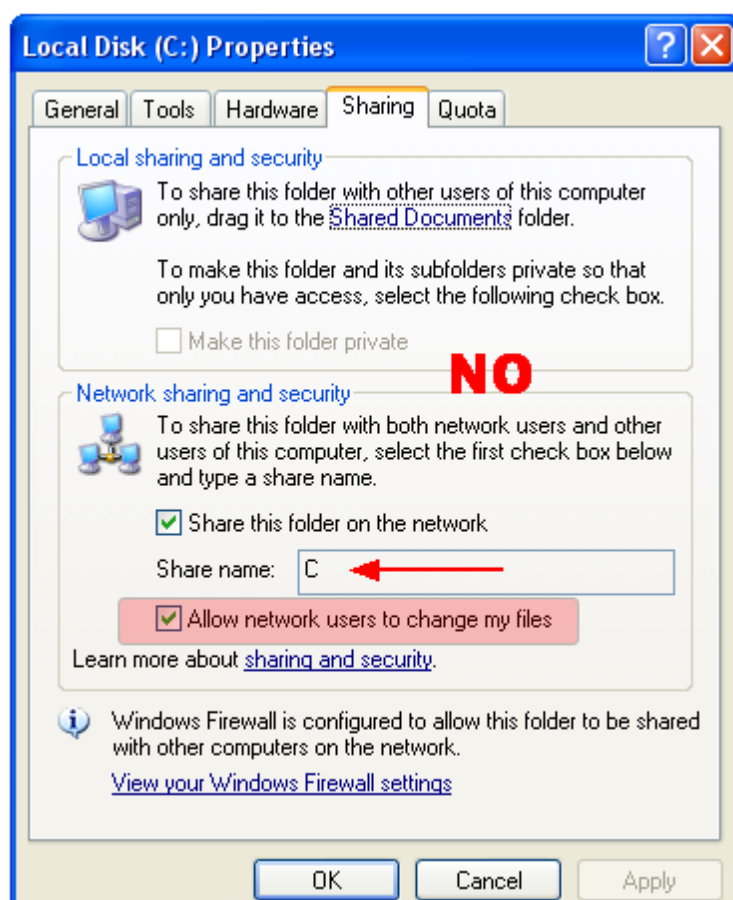 Local Disk (C:) Properties
General Tools Hardware Sharing Quota
Local sharing and security
To share this folder with other users of this computer
only, drag it to the Shared Documents folder.
To make this folder and its subfolders private so that
only you have access, select the following check box.
Make this folder private
NO
Network sharing and security
To share this folder with both network users and other
users of this computer, select the first check box below
and type a share name.
Share this folder on the network
Share name: C
Allow network users to change my files
Learn more about sharing and security.
Windows Firewall is configured to allow this folder to be shared
with other computers on the network.
View your Windows Firewall settings
OK Cancel Apply